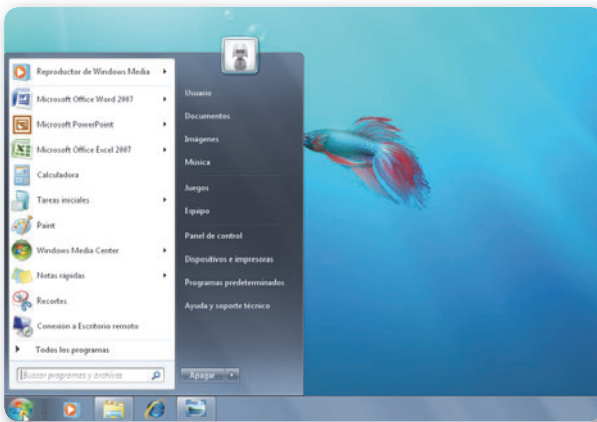 Reproductor de Windows Media
Microsoft Office Word 2007
Microsoft PowerPoint
Microsoft Office Excel 2007
Calculadora
Tareas iniciales
Paint
Windows Media Center
Notas rápidas
Recortes
Conexión a Escritorio remoto
Todos los programas
Buscar programas y archivos
Usuario
Documentos
Imágenes
Música
Juegos
Equipo
Panel de control
Dispositivos e impresoras
Programas predeterminados
Ayuda y soporte técnico
Apagar